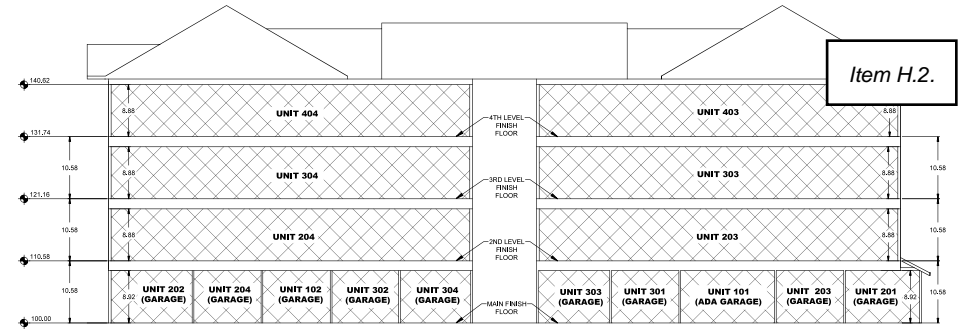 Item H.2.
140.62
8.88
UNIT 404
UNIT 403
8.88
4TH LEVEL
FINISH
FLOOR
131.74
10.58
8.88
UNIT 304
3RD LEVEL
FINISH
FLOOR
UNIT 303
8.88
10.58
121.16
10.58
8.88
UNIT 204
2ND LEVEL
FINISH
FLOOR
UNIT 203
8.88
10.58
110.58
10.58
8.92
UNIT 202
(GARAGE)
UNIT 204
(GARAGE)
UNIT 102
(GARAGE)
UNIT 302
(GARAGE)
UNIT 304
(GARAGE)
MAIN FINISH
FLOOR
UNIT 303
(GARAGE)
UNIT 301
(GARAGE)
UNIT 101
(ADA GARAGE)
UNIT 203
(GARAGE)
UNIT 201
(GARAGE)
8.92
10.58
100.00